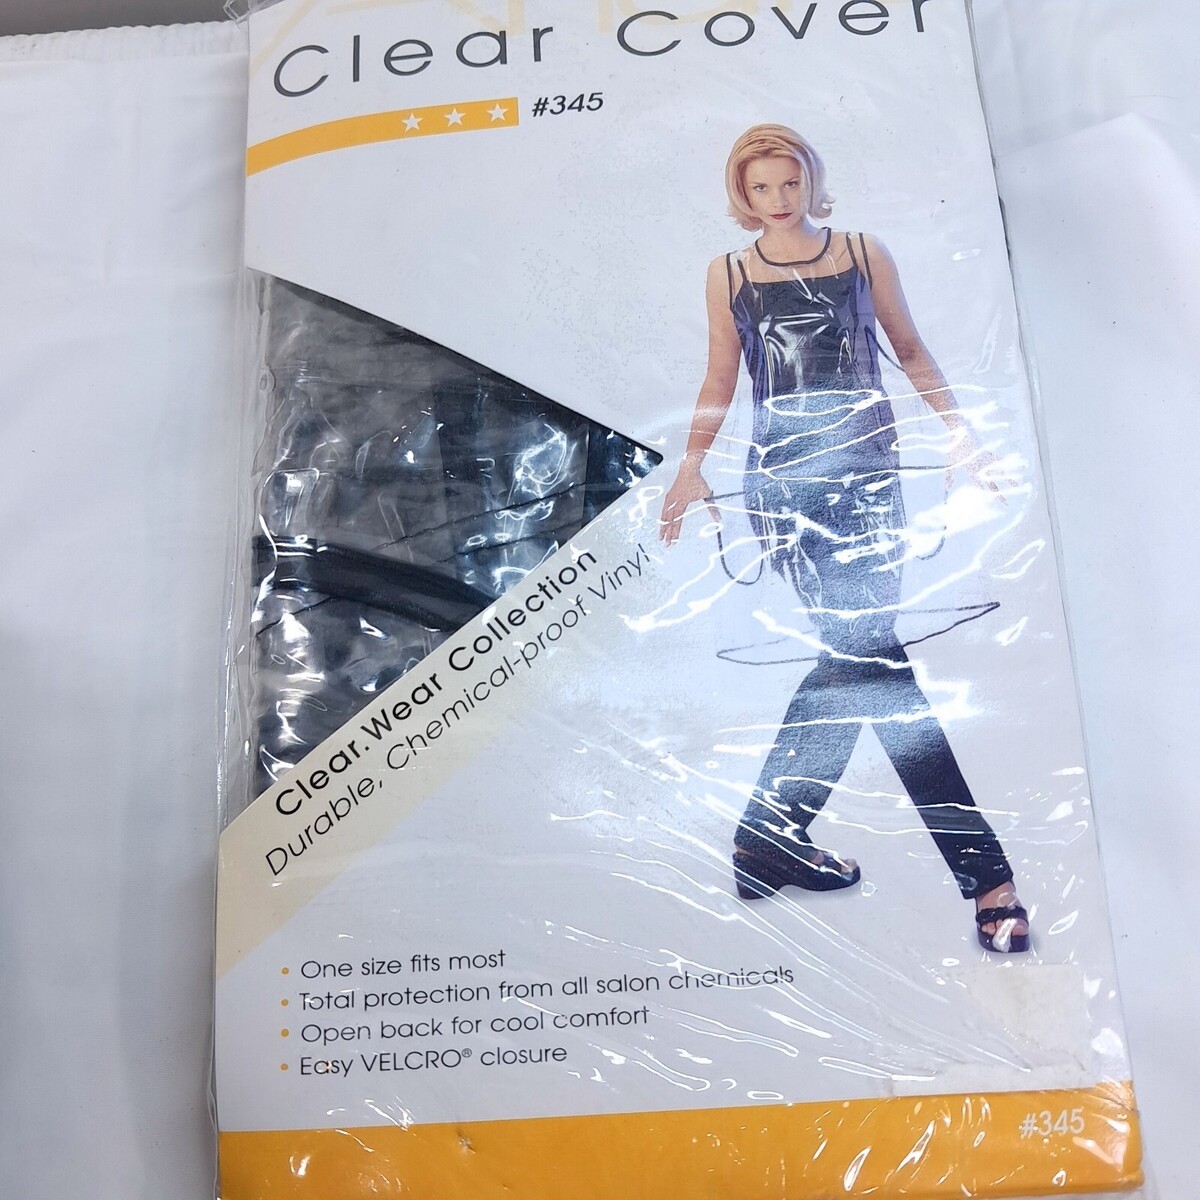 Clear Cover
#345
Clear.Wear Collection
Durable, Chemical-proof Vinyl
• One size fits most
• Total protection from all salon chemicals
• Open back for cool comfort
• Easy VELCRO® closure
#345